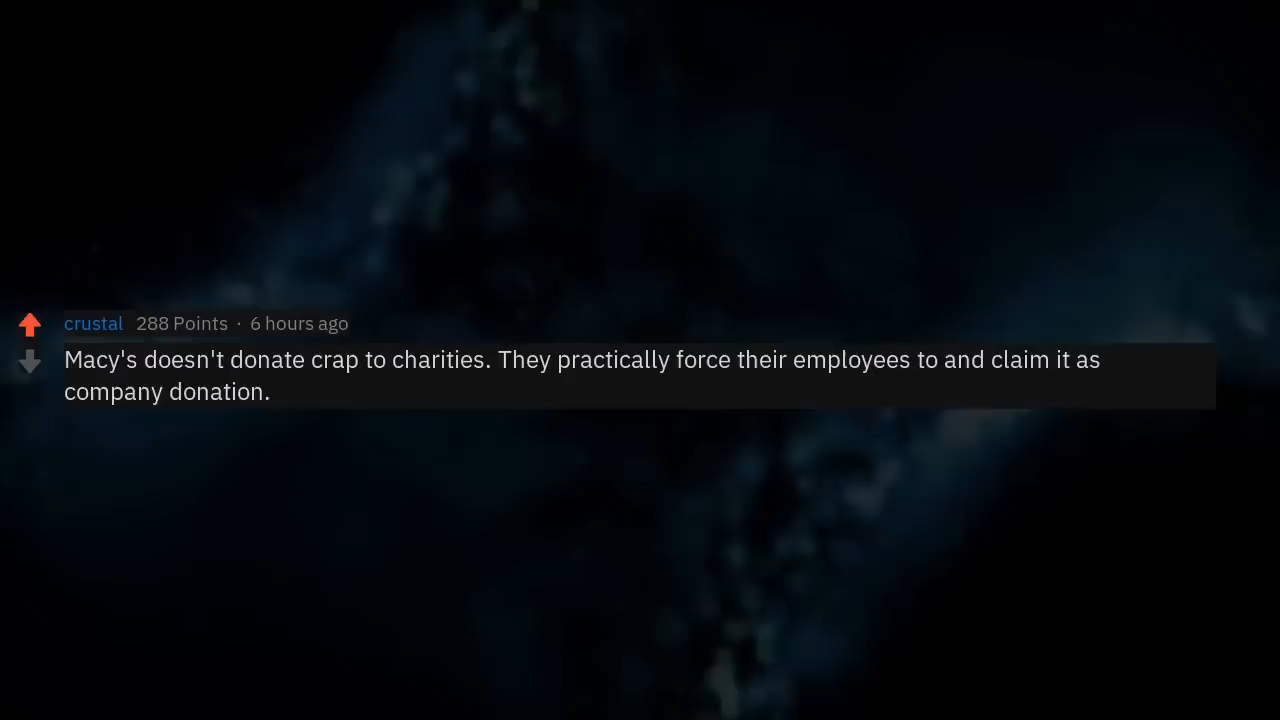 crustal 288 Points · 6 hours ago
Macy's doesn't donate crap to charities. They practically force their employees to and claim it as
company donation.